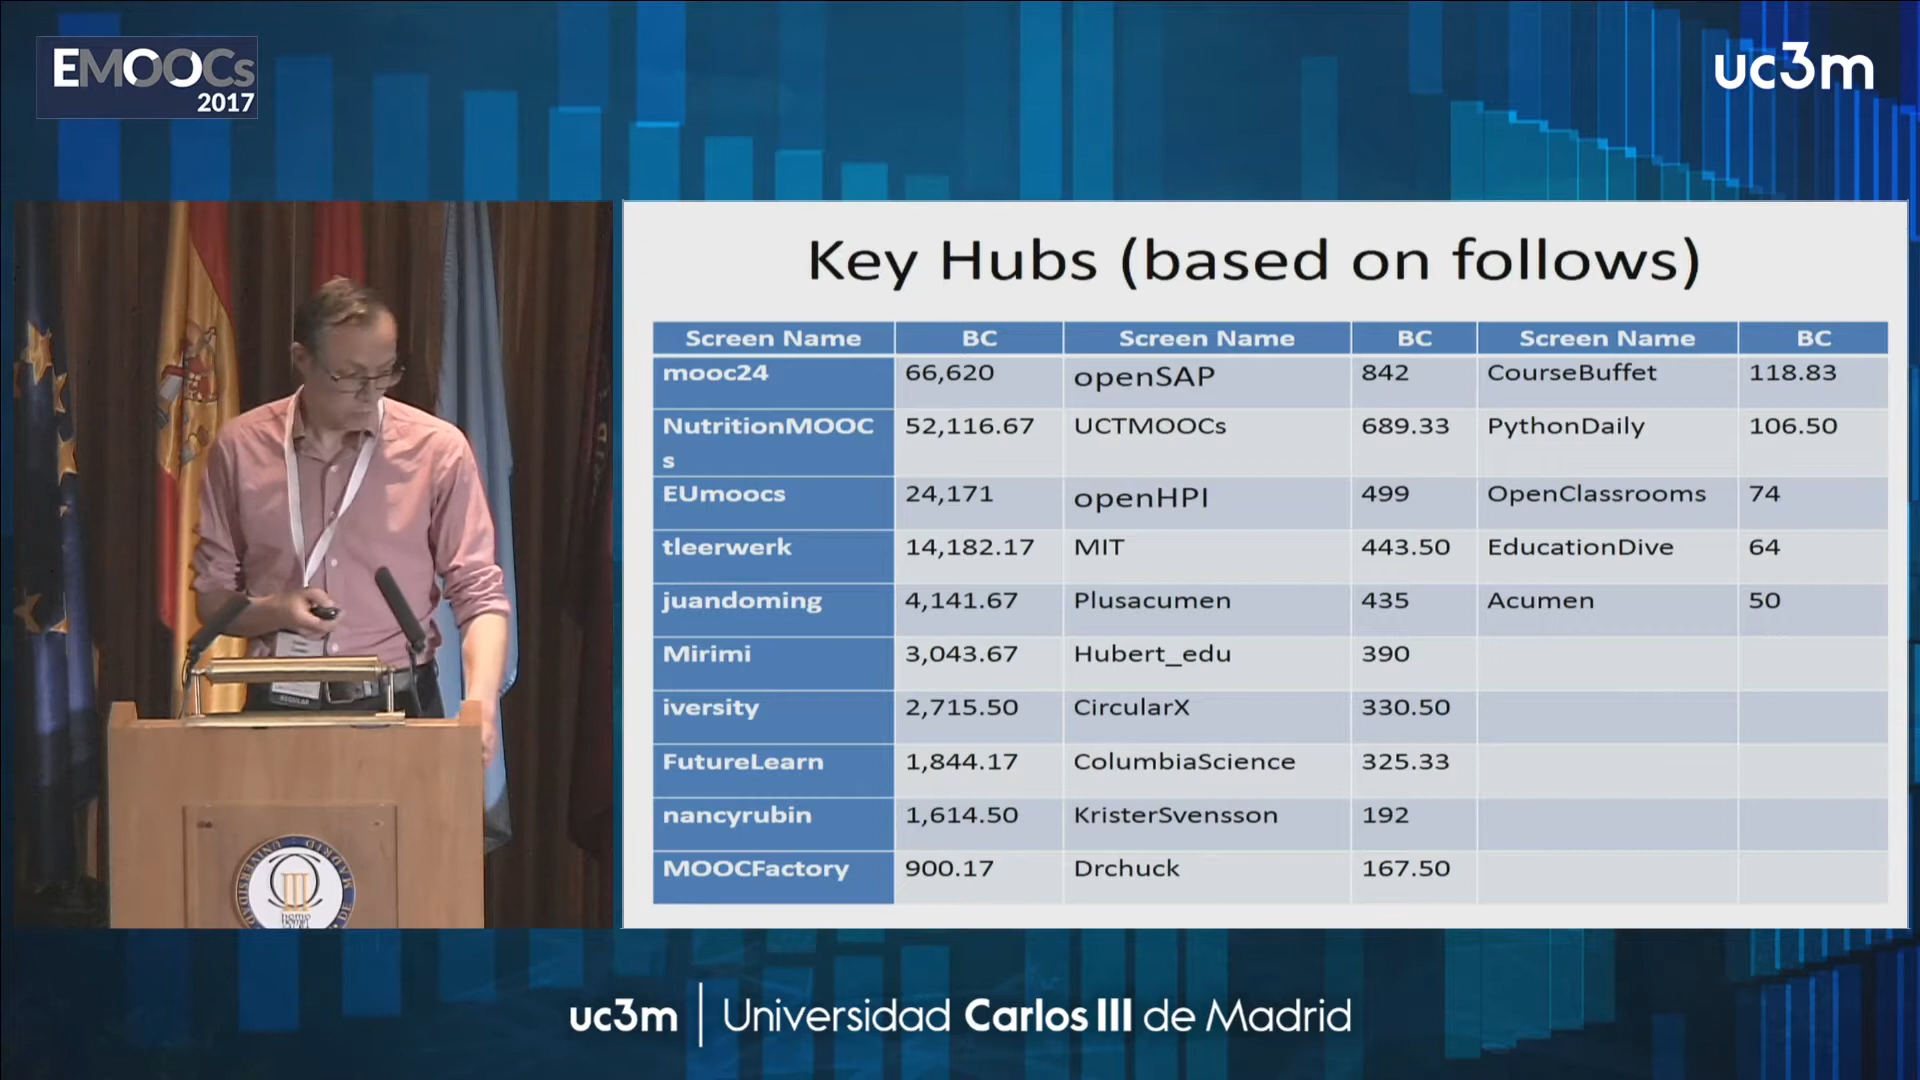 EMOOCs
2017
uc3m
Key Hubs (based on follows)
Screen Name BC Screen Name BC Screen Name BC
mooc24 66,620 openSAP 842 CourseBuffet 118.83
NutritionMOOC 52,116.67 UCTMOOCs 689.33 PythonDaily 106.50
s
EUmoocs 24,171 openHPI 499 OpenClassrooms 74
tleerwerk 14,182.17 MIT 443.50 EducationDive 64
juandoming 4,141.67 Plusacumen 435 Acumen 50
Mirimi 3,043.67 Hubert_edu 390
iversity 2,715.50 CircularX 330.50
FutureLearn 1,844.17 ColumbiaScience 325.33
nancyrubin 1,614.50 KristerSvensson 192
MOOCFactory 900.17 Drchuck 167.50
uc3m | Universidad Carlos III de Madrid